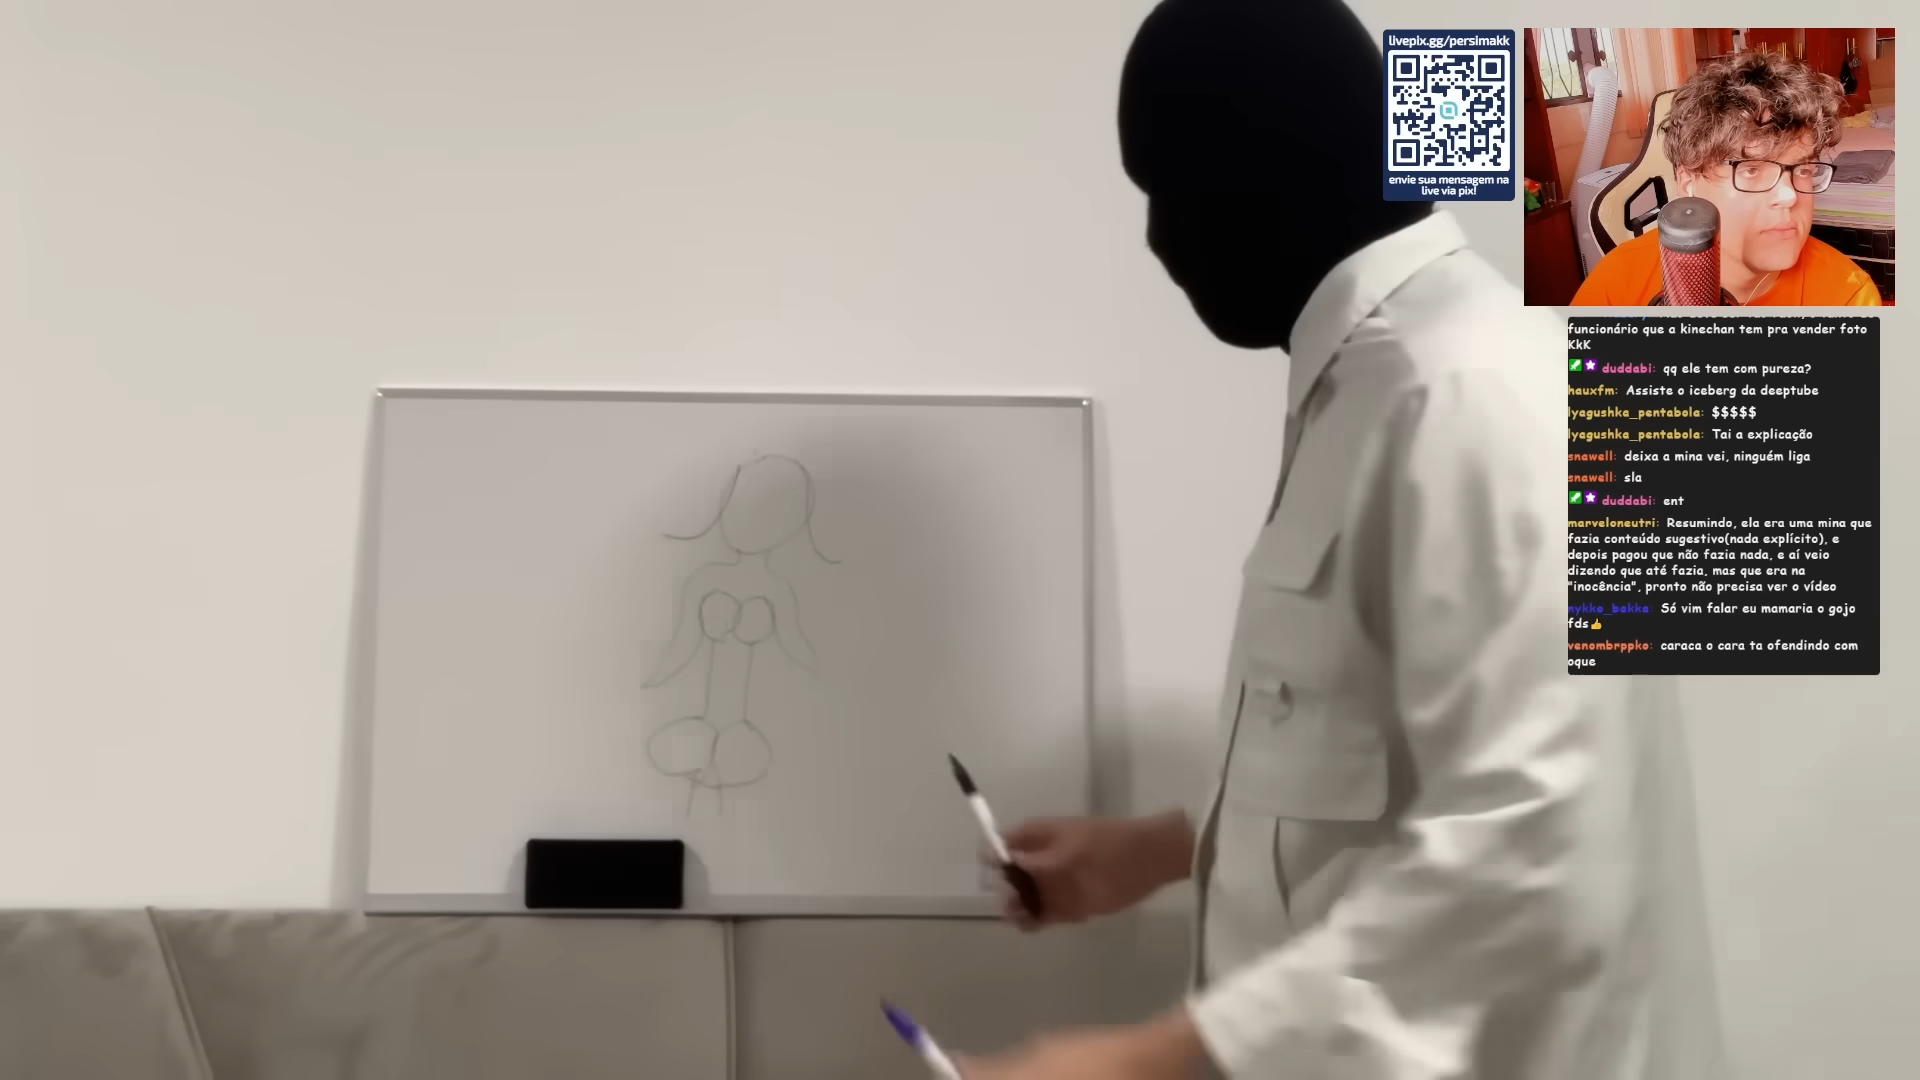 livepix.gg/persimakk
envie sua mensagem na
live via pix!
funcionário que a kinechan tem pra vender foto
KkK
duddabi: qq ele tem com pureza?
hauxfm: Assiste o iceberg da deeptube
lyagushka_pentabola: $$$$$
lyagushka_pentabola: Tai a explicação
snawell: deixa a mina vei, ninguém liga
snawell: sla
duddabi: ent
marveloneutri: Resumindo, ela era uma mina que
fazia conteúdo sugestivo(nada explícito), e
depois pagou que não fazia nada, e aí veio
dizendo que até fazia, mas que era na
"inocência", pronto não precisa ver o vídeo
nykko_bakka: Só vim falar eu mamaria o gojo
fds👍
venombrppko: caraca o cara ta ofendindo com
oque